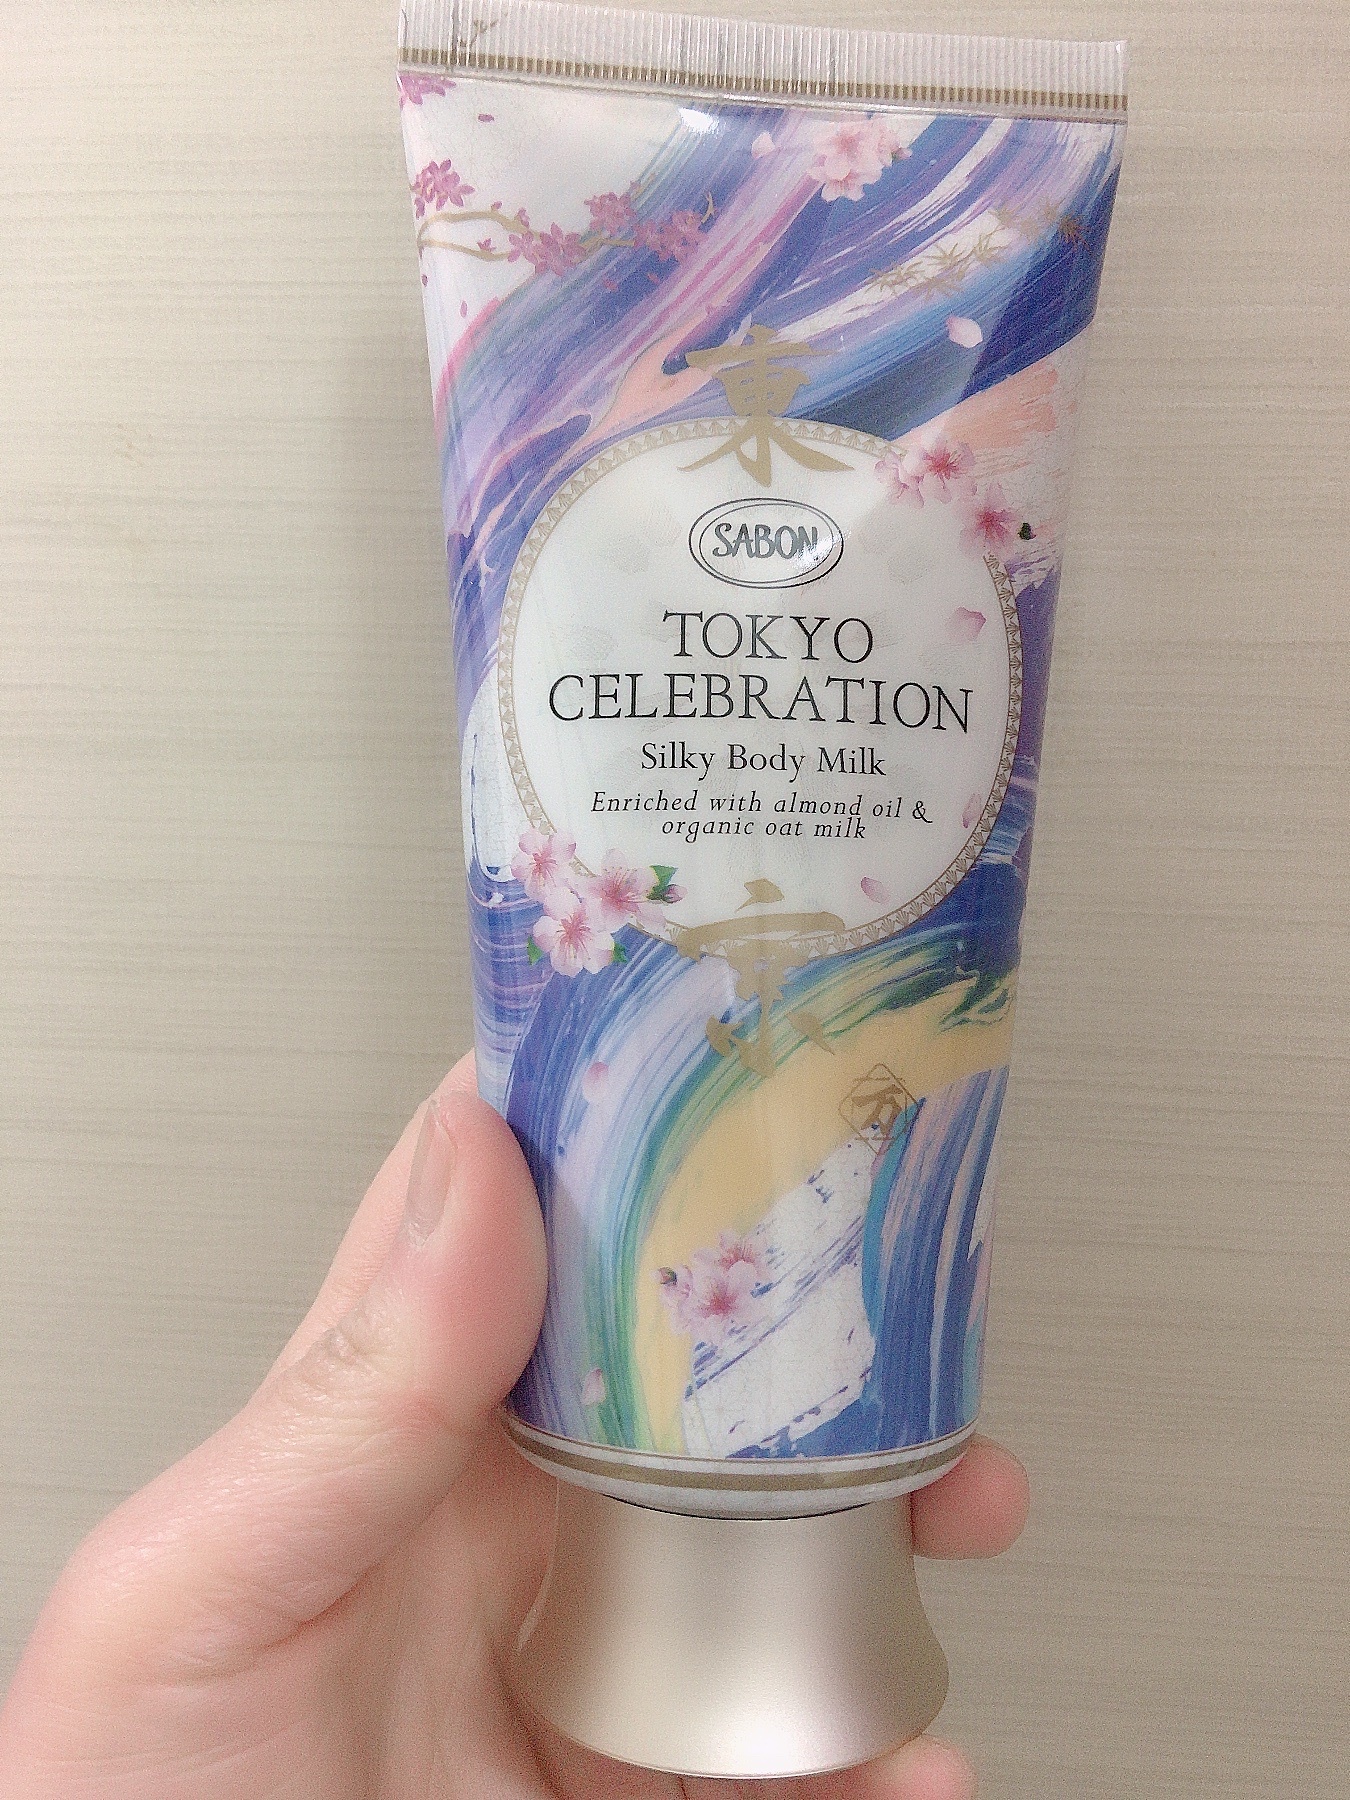 東
SABON
TOKYO
CELEBRATION
Silky Body Milk
Enriched with almond oil &
organic oat milk
京